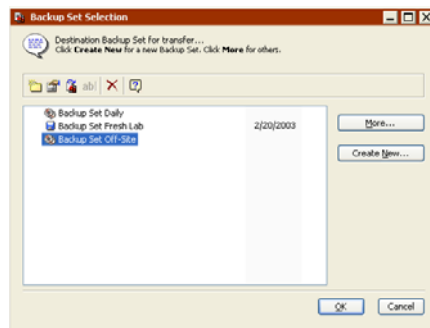 Backup Set Selection
Destination Backup Set for transfer...
Click Create New for a new Backup Set. Click More for others.
ab|
Backup Set Daily
Backup Set Fresh Lab 2/20/2003
Backup Set Off-Site
More...
Create New...
OK Cancel